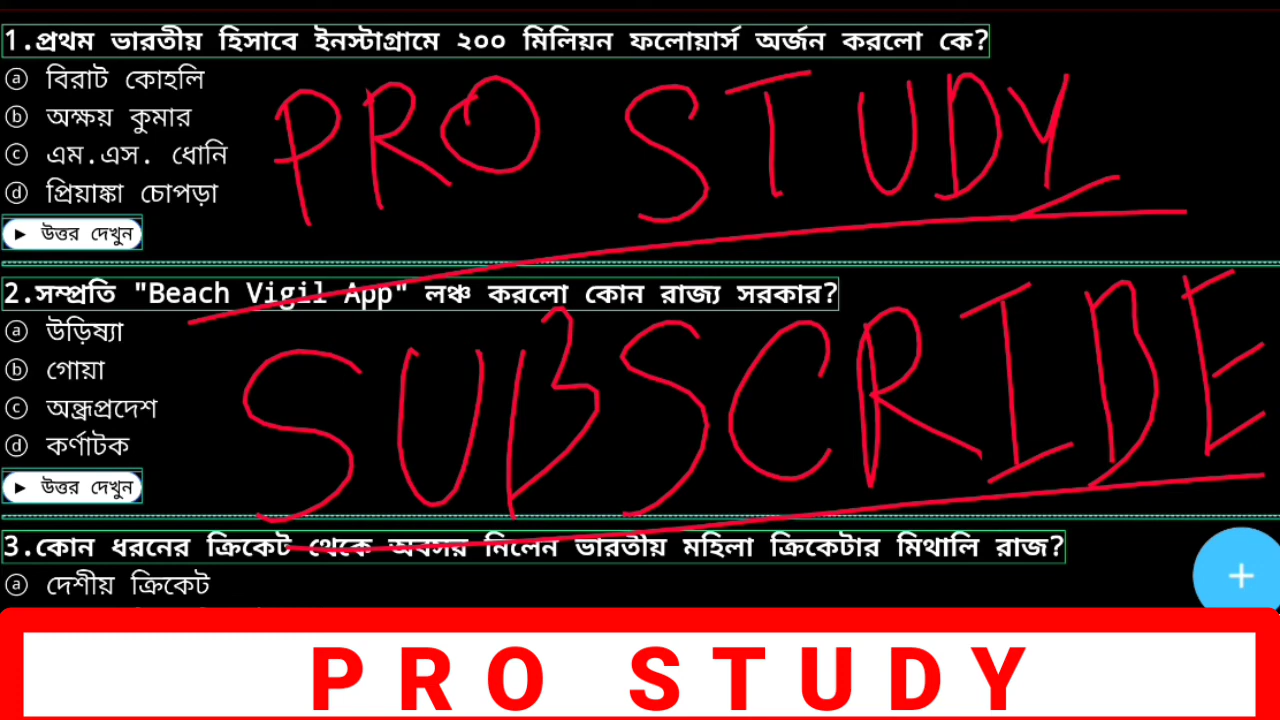 1.প্রথম ভারতীয় হিসাবে ইনস্টাগ্রামে ২০০ মিলিয়ন ফলোয়ার্স অর্জন করলো কে?
ⓐ বিরাট কোহলি
ⓑ অক্ষয় কুমার
ⓒ এম.এস. ধোনি
ⓓ প্রিয়াঙ্কা চোপড়া
PRO STUDY
► উত্তর দেখুন
2.সম্প্রতি "Beach Vigil App" লঞ্চ করলো কোন রাজ্য সরকার?
ⓐ উড়িষ্যা
ⓑ গোয়া
ⓒ অন্ধ্রপ্রদেশ
ⓓ কর্ণাটক
SUBSCRIBE
► উত্তর দেখুন
3.কোন ধরনের ক্রিকেট থেকে অবসর নিলেন ভারতীয় মহিলা ক্রিকেটার মিথালি রাজ?
ⓐ দেশীয় ক্রিকেট
+
PRO STUDY